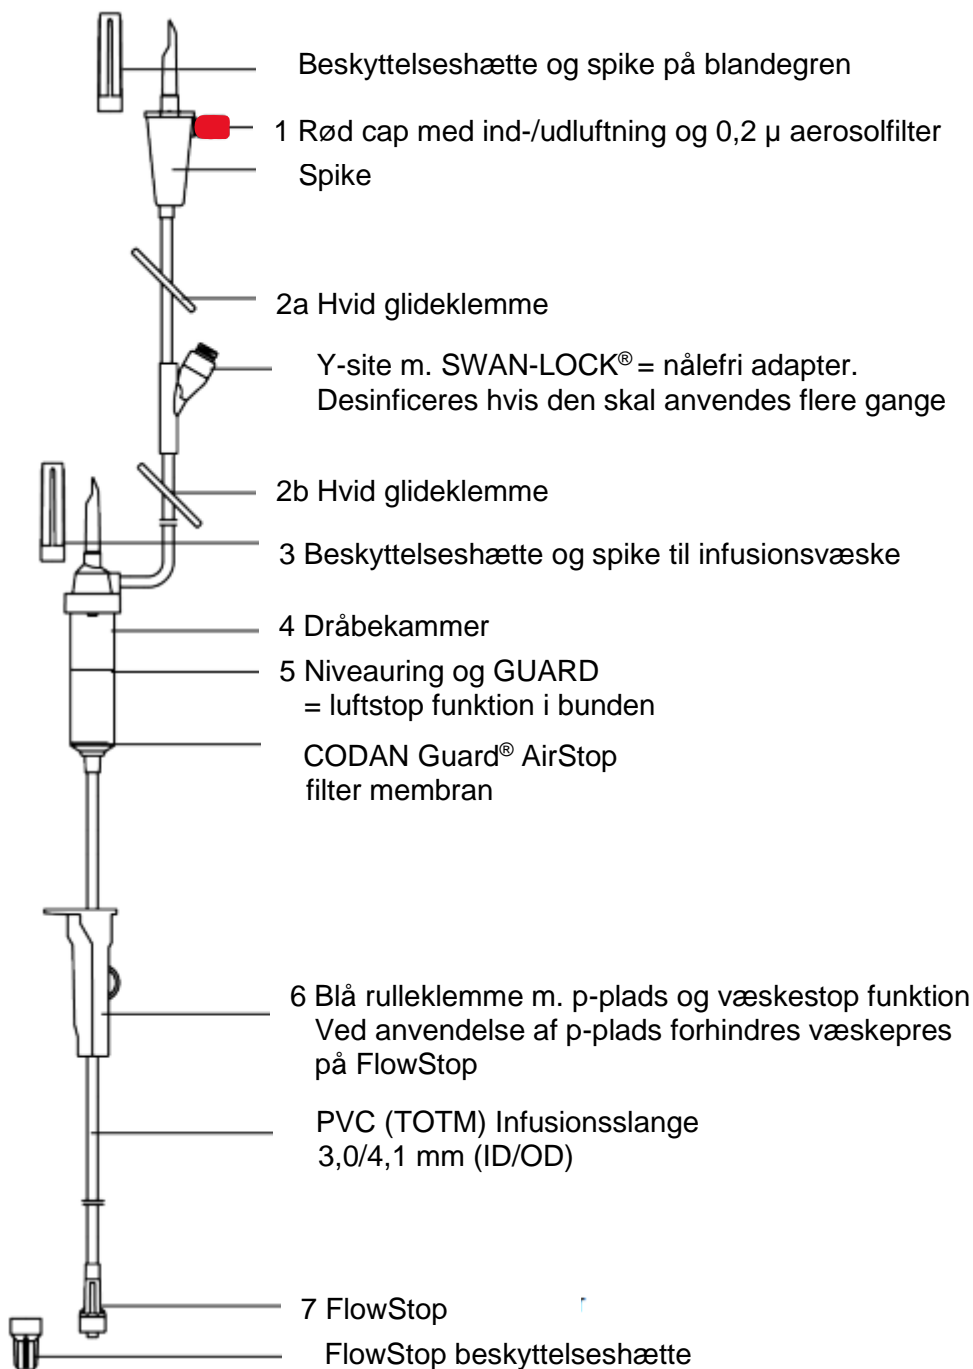 Beskyttelseshætte og spike på blandegren
1 Rød cap med ind-/udluftning og 0,2 µ aerosolfilter
Spike
2a Hvid glideklemme
Y-site m. SWAN-LOCK® = nålefri adapter.
Desinficeres hvis den skal anvendes flere gange
2b Hvid glideklemme
3 Beskyttelseshætte og spike til infusionsvæske
4 Dråbekammer
5 Niveauring og GUARD
= luftstop funktion i bunden
CODAN Guard® AirStop
filter membran
6 Blå rulleklemme m. p-plads og væskestop funktion
Ved anvendelse af p-plads forhindres væskepres
på FlowStop
PVC (TOTM) Infusionsslange
3,0/4,1 mm (ID/OD)
7 FlowStop
FlowStop beskyttelseshætte